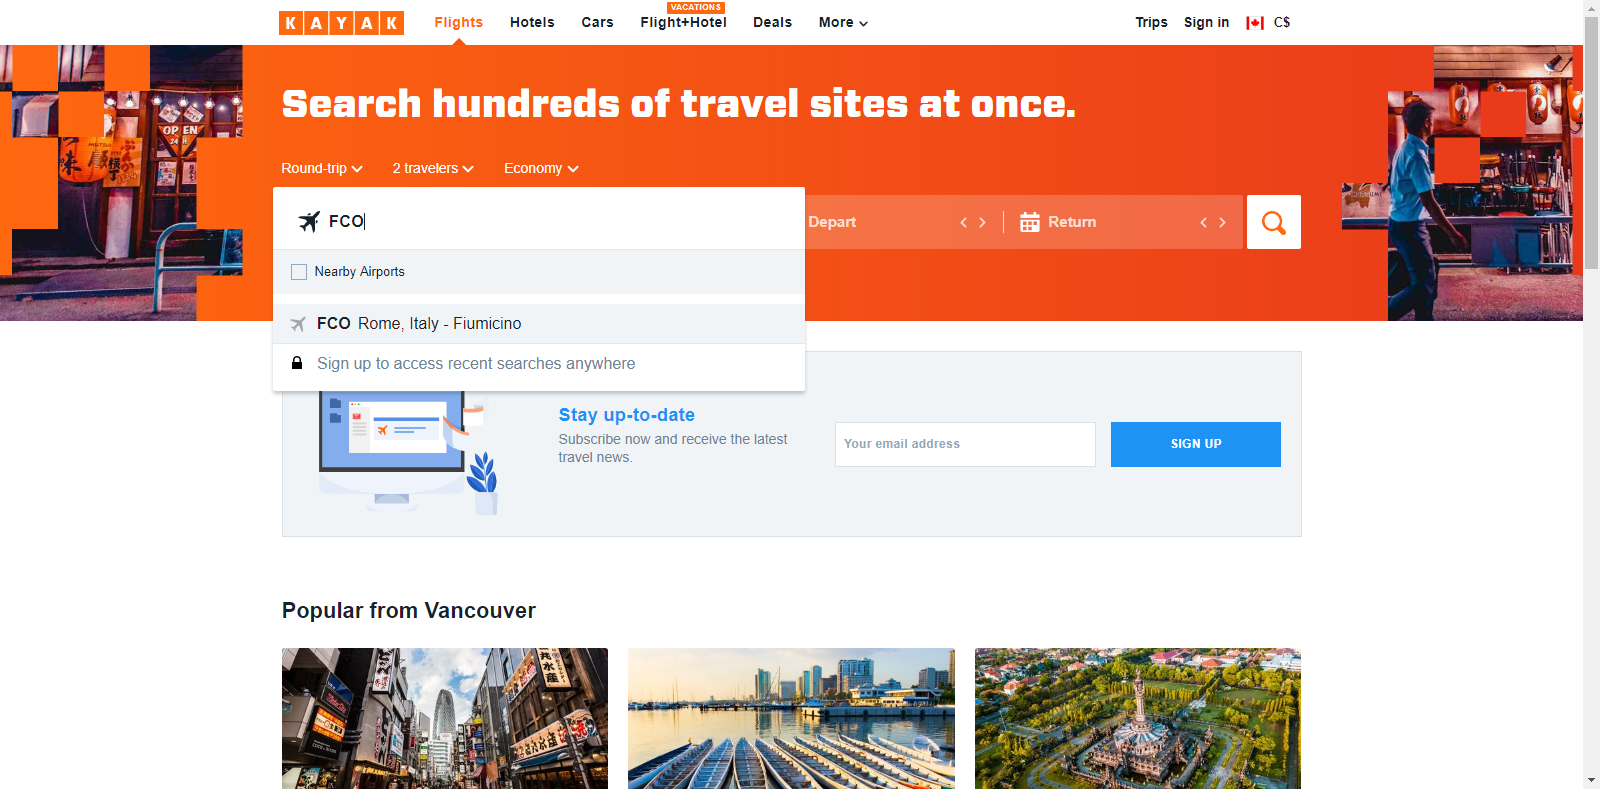 KAYAK
Flights
Hotels
Cars
VACATIONS
Flight+Hotel
Deals
More
Trips
Sign in
C$
Search hundreds of travel sites at once.
Round-trip
2 travelers
Economy
FCO
Depart
Return
Nearby Airports
FCO Rome, Italy - Fiumicino
Sign up to access recent searches anywhere
Stay up-to-date
Subscribe now and receive the latest
travel news.
Your email address
SIGN UP
Popular from Vancouver
OPEN